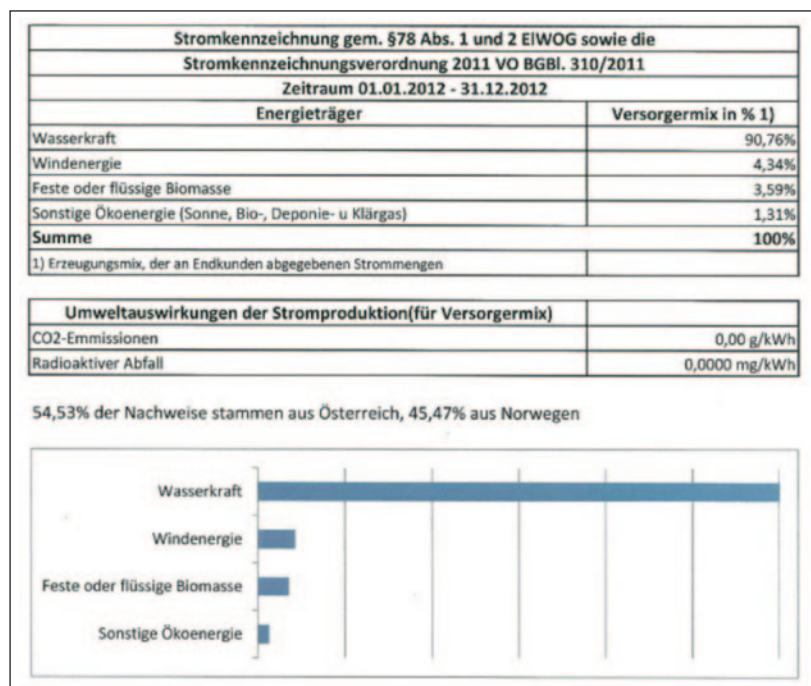 Stromkennzeichnung gem. §78 Abs. 1 und 2 ElWOG sowie die
Stromkennzeichnungsverordnung 2011 VO BGBl. 310/2011
Zeitraum 01.01.2012 - 31.12.2012
Energieträger Versorgermix in % 1)
Wasserkraft 90,76%
Windenergie 4,34%
Feste oder flüssige Biomasse 3,59%
Sonstige Ökoenergie (Sonne, Bio-, Deponie- u Klärgas) 1,31%
Summe 100%
1) Erzeugungsmix, der an Endkunden abgegebenen Strommengen
Umweltauswirkungen der Stromproduktion(für Versorgermix)
CO2-Emmissionen 0,00 g/kWh
Radioaktiver Abfall 0,0000 mg/kWh
54,53% der Nachweise stammen aus Österreich, 45,47% aus Norwegen
Wasserkraft
Windenergie
Feste oder flüssige Biomasse
Sonstige Ökoenergie